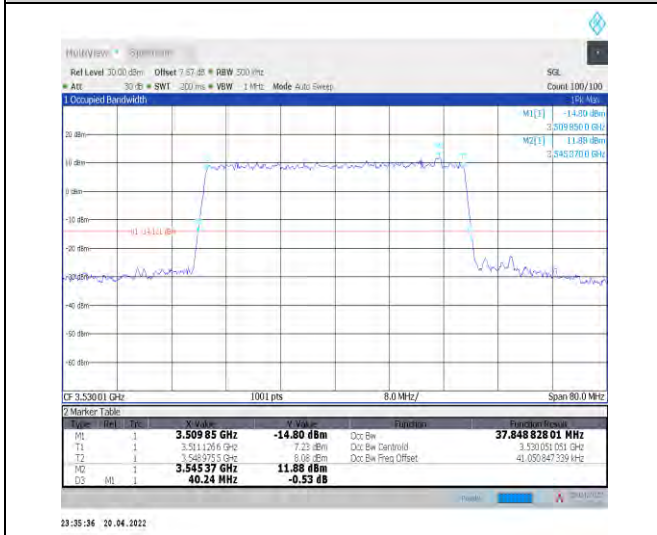 MultiView Spectrum
Ref Level 30.00 dBm Offset 7.67 dB RBW 500 kHz SGL
Att 30 dB SWT 200 ms VBW 1 MHz Mode Auto Sweep Count 100/100
1 Occupied Bandwidth 1Pk Max
M1[1] -14.80 dBm
3.509850 0 GHz
M2[1] 11.88 dBm
3.545370 0 GHz
20 dBm
10 dBm
0 dBm
-10 dBm
-20 dBm
-30 dBm
-40 dBm
-50 dBm
-60 dBm
CF 3.53001 GHz 1001 pts 8.0 MHz/ Span 80.0 MHz
2 Marker Table
Type Ref Trc X-Value Y-Value Function Function Result
M1 1 3.509 85 GHz -14.80 dBm Occ Bw 37.848 828 01 MHz
T1 1 3.511126 6 GHz 7.23 dBm Occ Bw Centroid 3.530 051 051 GHz
T2 1 3.548 975 5 GHz 8.08 dBm Occ Bw Freq Offset 41.050 847 339 kHz
M2 1 3.545 37 GHz 11.88 dBm
D3 M1 1 40.24 MHz -0.53 dB
23:35:36 20.04.2022